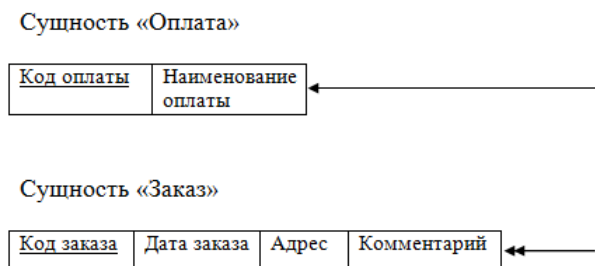 Сущность «Оплата»
Код оплаты Наименование
оплаты
Сущность «Заказ»
Код заказа Дата заказа Адрес Комментарий